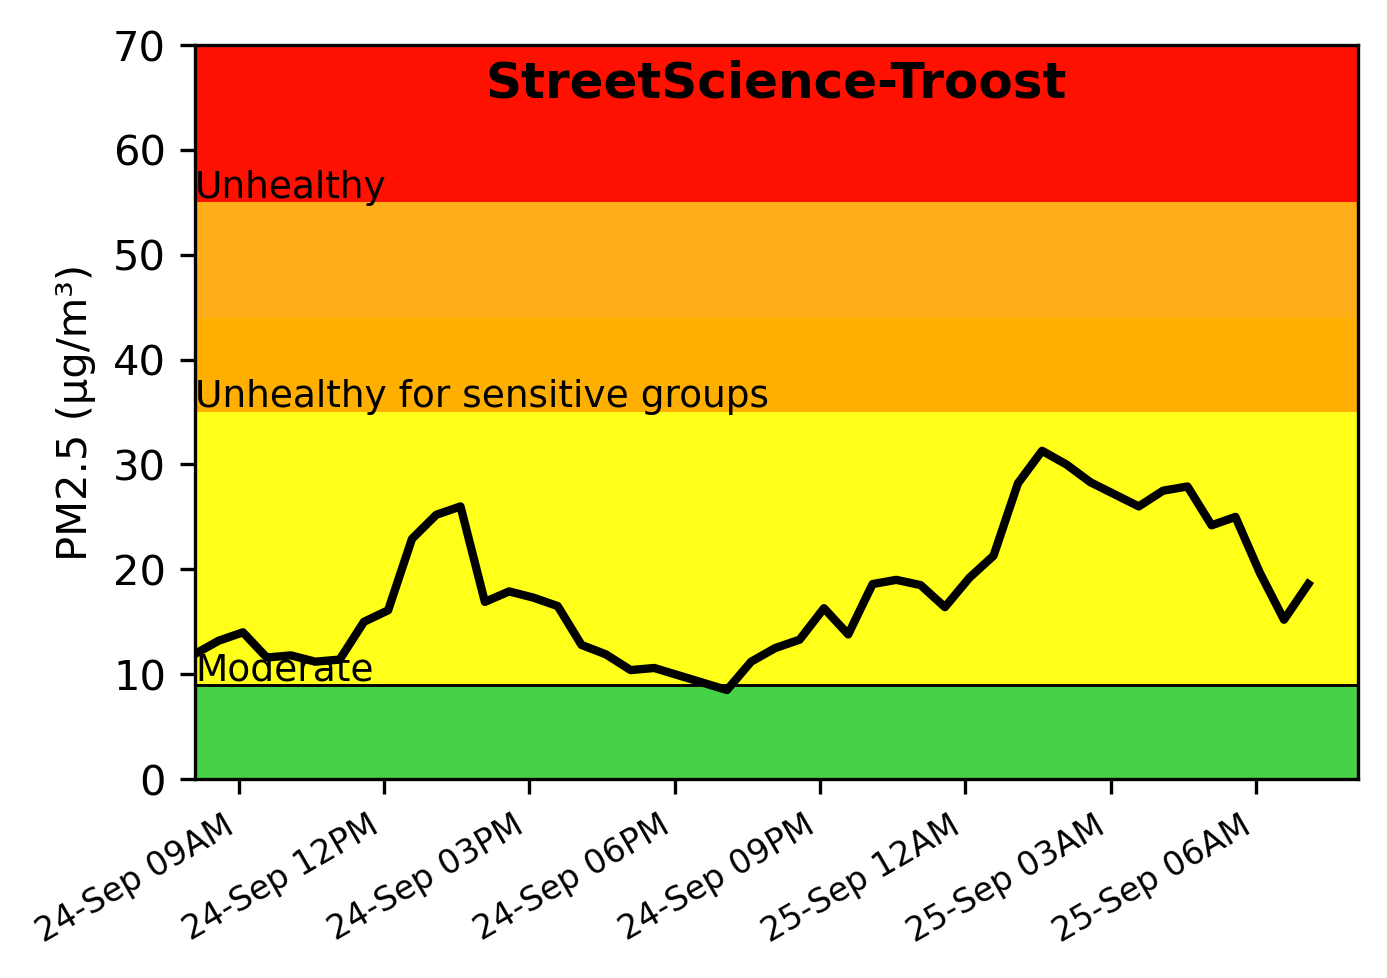 StreetScience-Troost
70
60
50
40
30
20
10
0
PM2.5 (µg/m³)
Unhealthy
Unhealthy for sensitive groups
Moderate
24-Sep 09AM
24-Sep 12PM
24-Sep 03PM
24-Sep 06PM
24-Sep 09PM
25-Sep 12AM
25-Sep 03AM
25-Sep 06AM